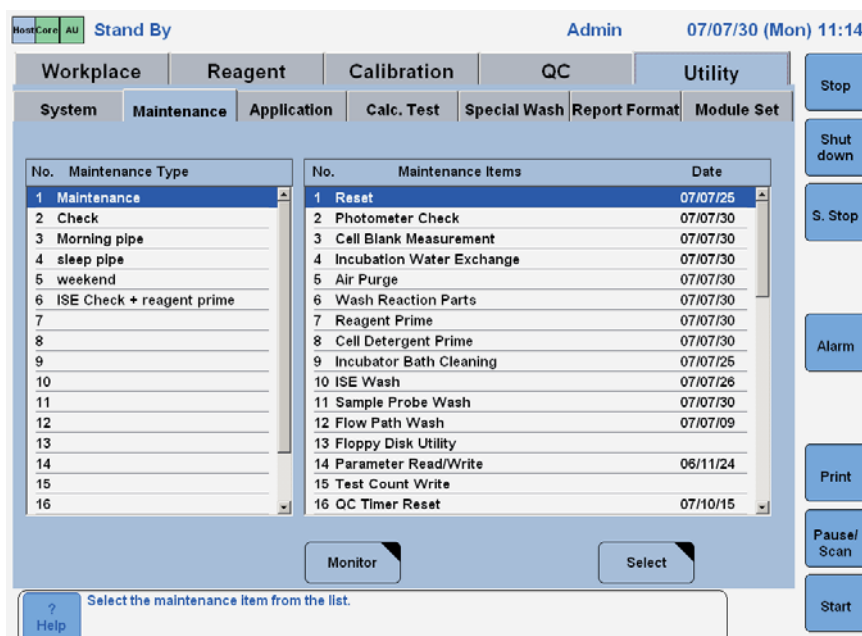 Host Core AU Stand By Admin 07/07/30 (Mon) 11:14
Workplace Reagent Calibration QC Utility
System Maintenance Application Calc. Test Special Wash Report Format Module Set
No. Maintenance Type
1 Maintenance
2 Check
3 Morning pipe
4 sleep pipe
5 weekend
6 ISE Check + reagent prime
7
8
9
10
11
12
13
14
15
16
No. Maintenance Items Date
1 Reset 07/07/25
2 Photometer Check 07/07/30
3 Cell Blank Measurement 07/07/30
4 Incubation Water Exchange 07/07/30
5 Air Purge 07/07/30
6 Wash Reaction Parts 07/07/30
7 Reagent Prime 07/07/30
8 Cell Detergent Prime 07/07/30
9 Incubator Bath Cleaning 07/07/25
10 ISE Wash 07/07/26
11 Sample Probe Wash 07/07/30
12 Flow Path Wash 07/07/09
13 Floppy Disk Utility
14 Parameter Read/Write 06/11/24
15 Test Count Write
16 QC Timer Reset 07/10/15
Monitor Select
Stop
Shut
down
S. Stop
Alarm
Print
Pause/
Scan
Start
?
Help
Select the maintenance item from the list.